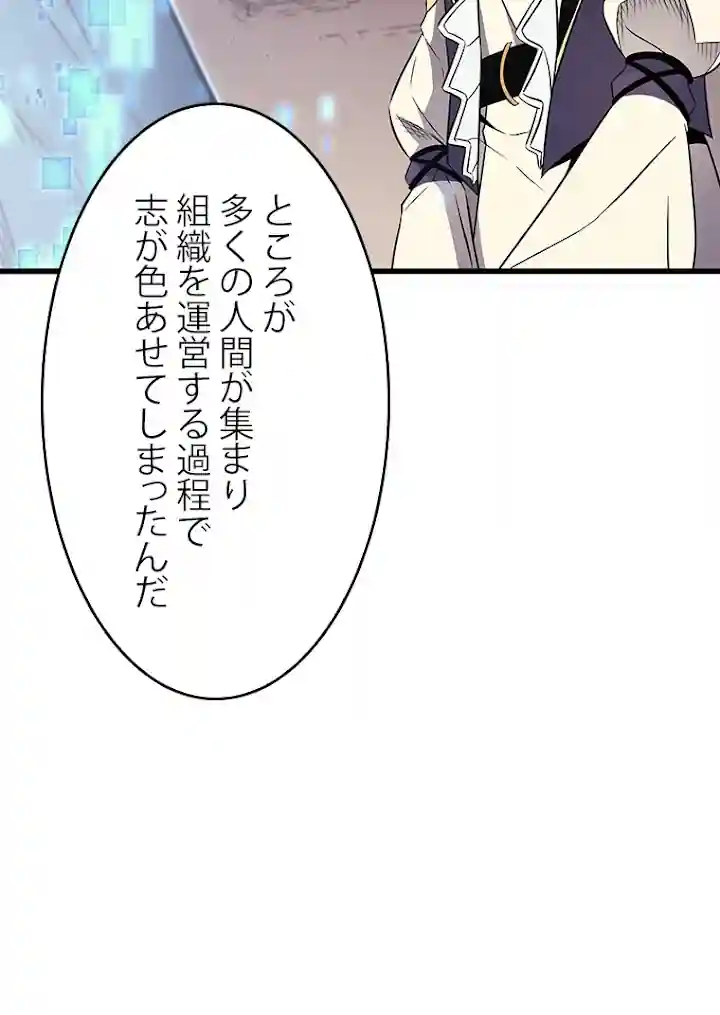 ところが
多くの人間が集まり
組織を運営する過程で
志が色あせてしまったんだ